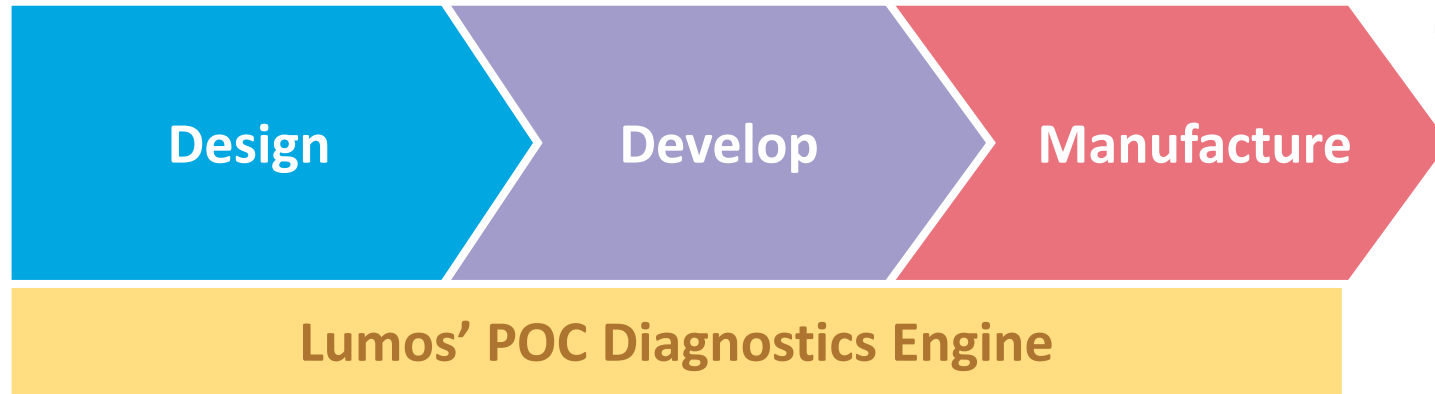 Design
Develop
Manufacture
Lumos’ POC Diagnostics Engine